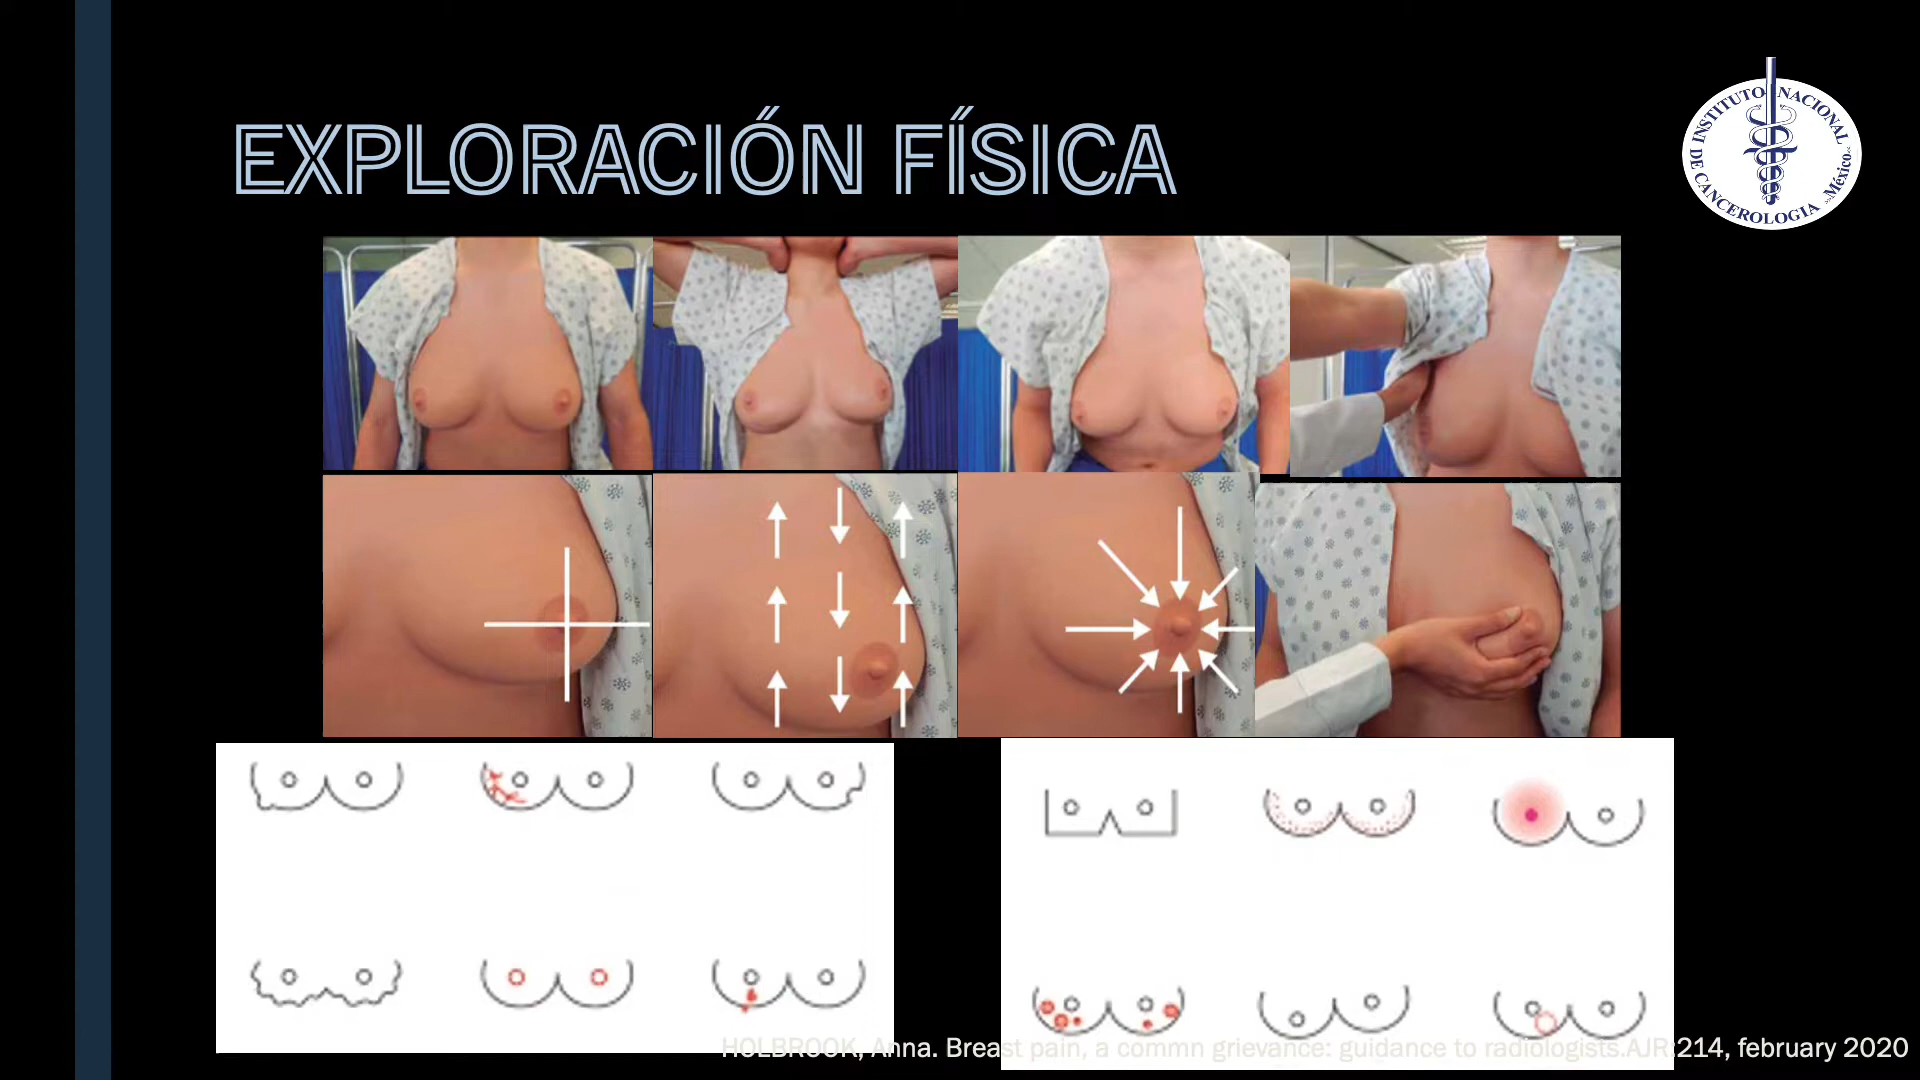 EXPLORACIÓN FÍSICA
INSTITUTO NACIONAL
DE CANCEROLOGIA
México
HOLBROOK, Anna. Breast pain, a commn grievance: guidance to radiologists.AJR:214, february 2020